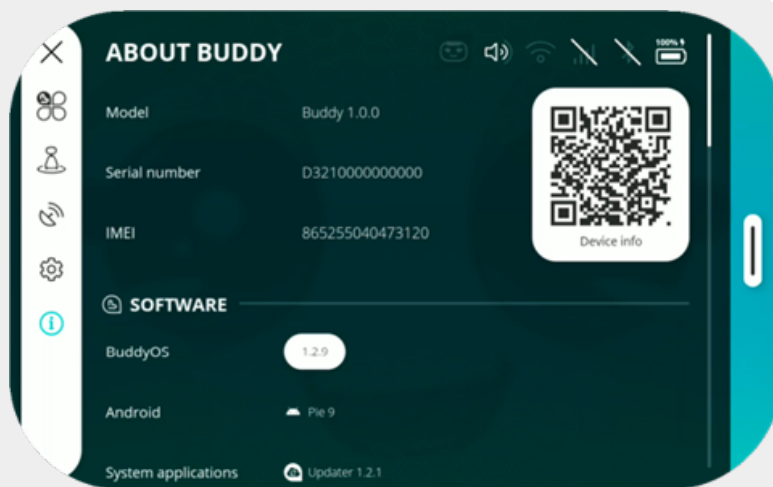 ABOUT BUDDY
100%
Model Buddy 1.0.0
Serial number D3210000000000
IMEI 865255040473120
Device info
SOFTWARE
BuddyOS 1.2.9
Android Pie 9
System applications Updater 1.2.1